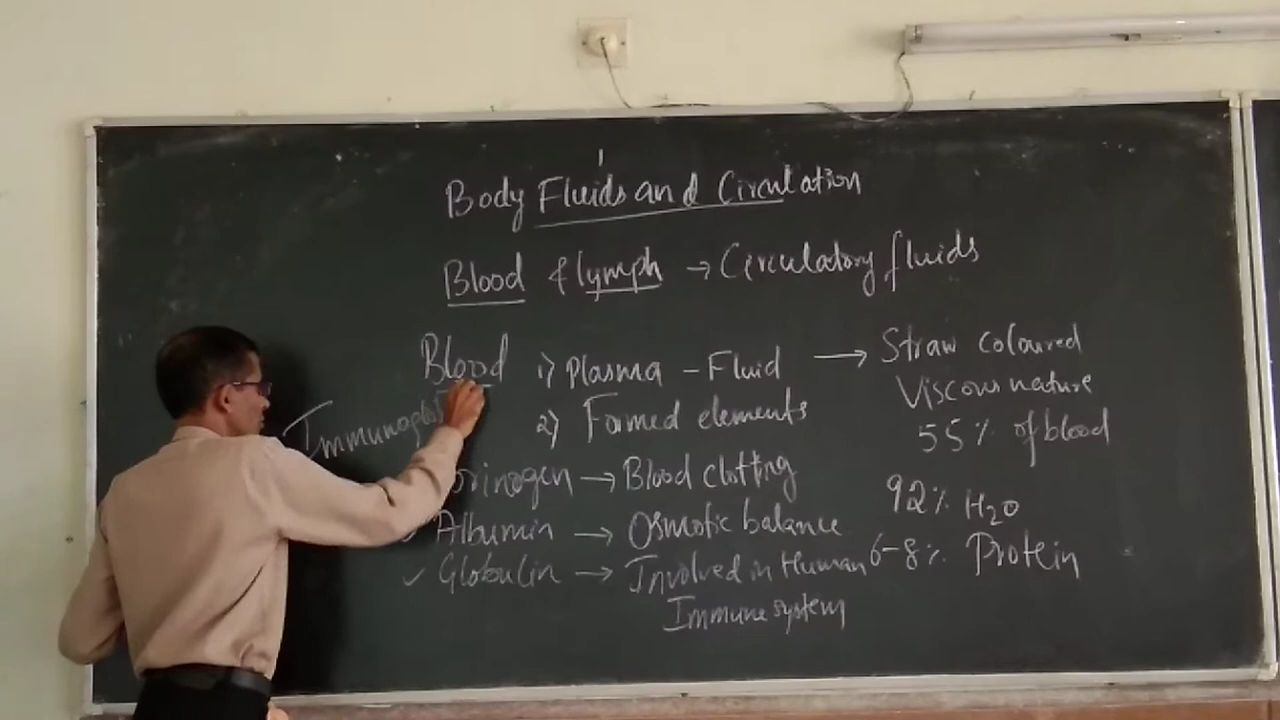 Body Fluids and Circulation
Blood & lymph → Circulatory fluids
Blood 1) Plasma - Fluid → Straw coloured
Viscous nature
2) Formed elements
55% of blood
Immunoglo
brinogen → Blood clotting
92% H2O
Albumin → Osmotic balance
6-8% Protein
✓ Globulin → Involved in Human
Immune system